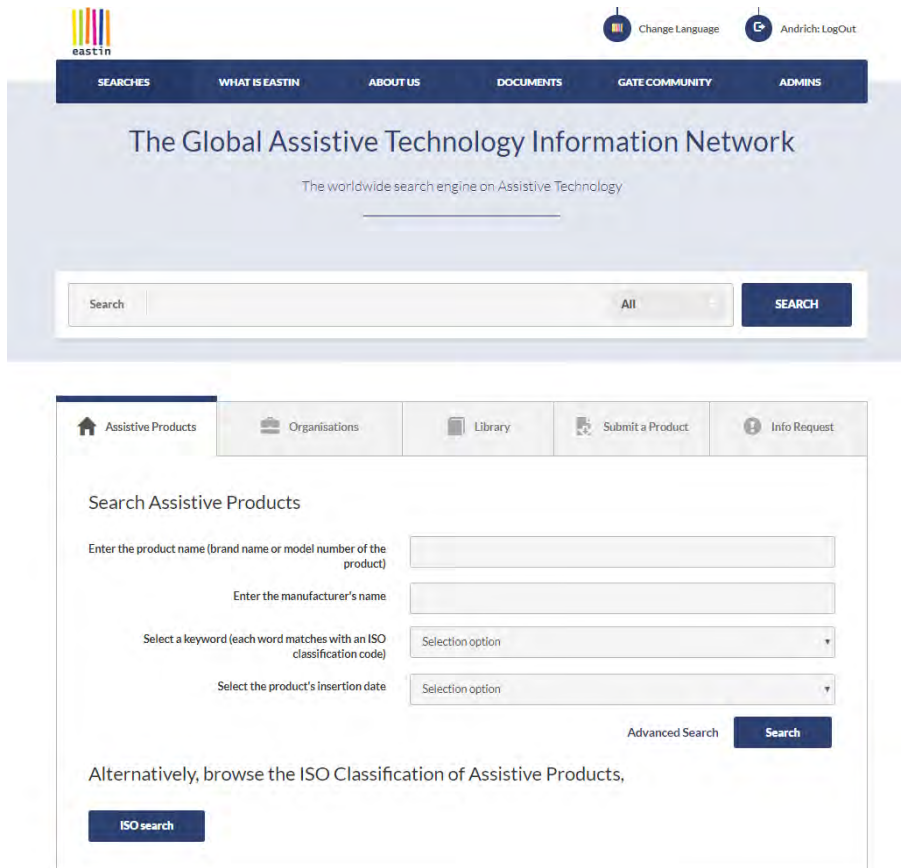 eastin
Change Language
Andrich: LogOut
SEARCHES WHAT IS EASTIN ABOUT US DOCUMENTS GATE COMMUNITY ADMINS
The Global Assistive Technology Information Network
The worldwide search engine on Assistive Technology
Search All SEARCH
Assistive Products Organisations Library Submit a Product Info Request
Search Assistive Products
Enter the product name (brand name or model number of the
product)
Enter the manufacturer's name
Select a keyword (each word matches with an ISO
classification code)
Selection option
Select the product's insertion date
Selection option
Advanced Search Search
Alternatively, browse the ISO Classification of Assistive Products,
ISO search